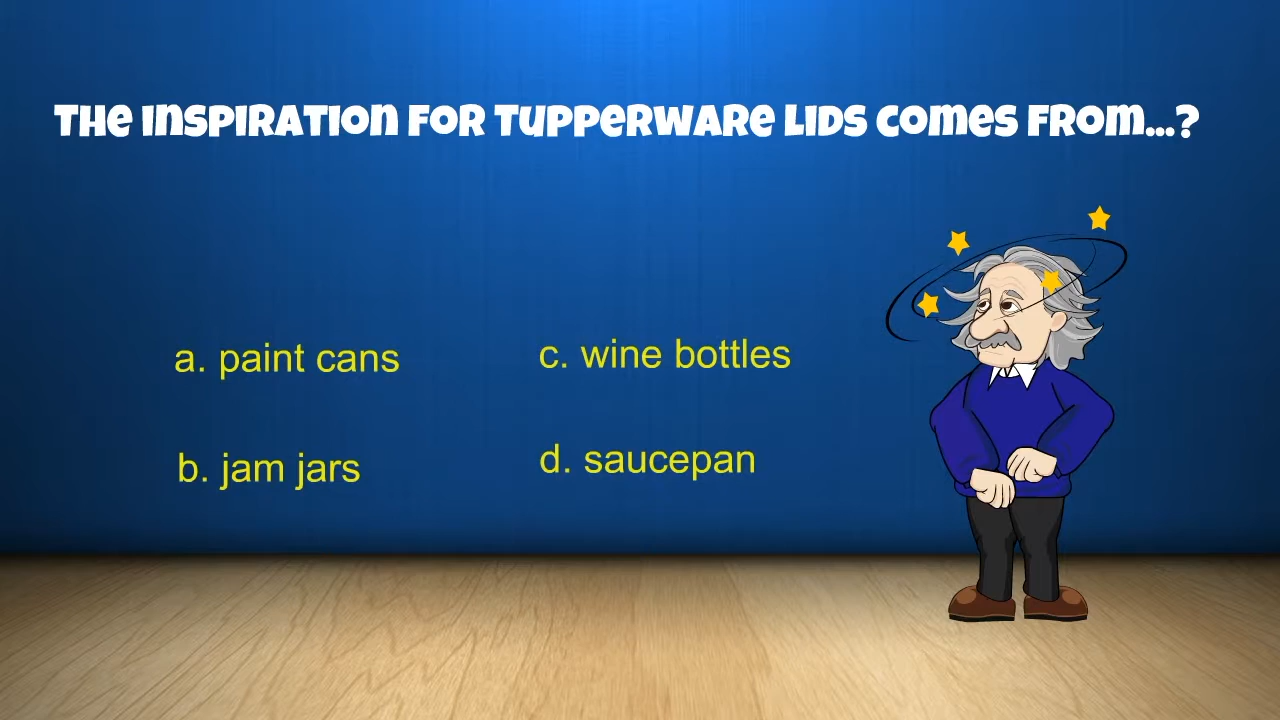 The inspiration for Tupperware lids comes from...?
a. paint cans
b. jam jars
c. wine bottles
d. saucepan